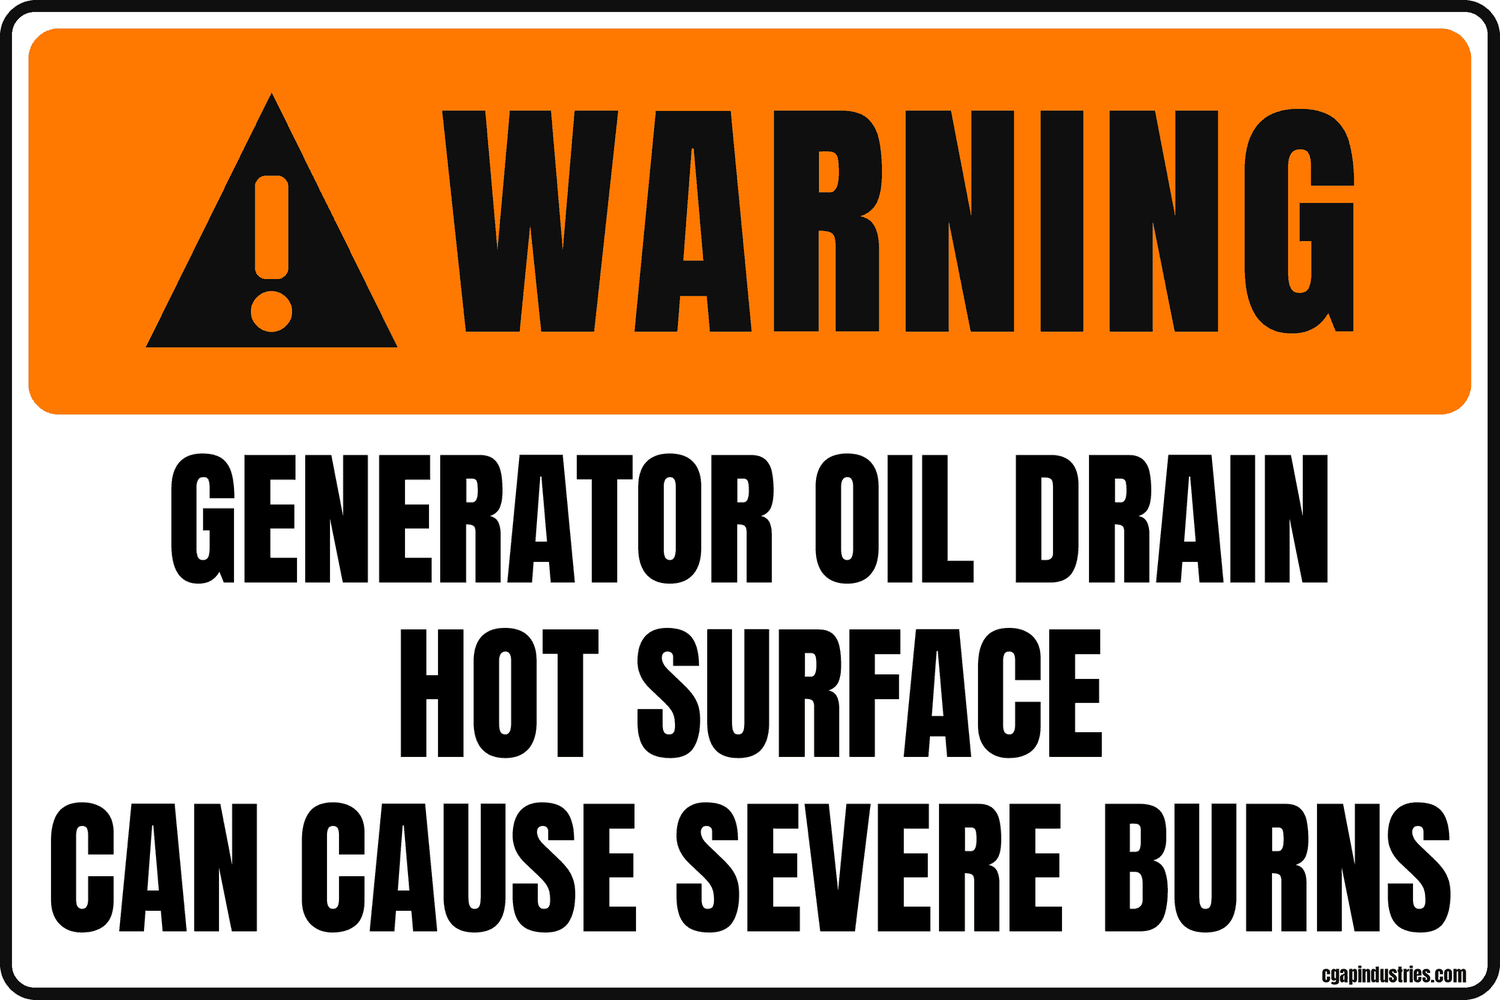 WARNING
GENERATOR OIL DRAIN
HOT SURFACE
CAN CAUSE SEVERE BURNS
cgapindustries.com